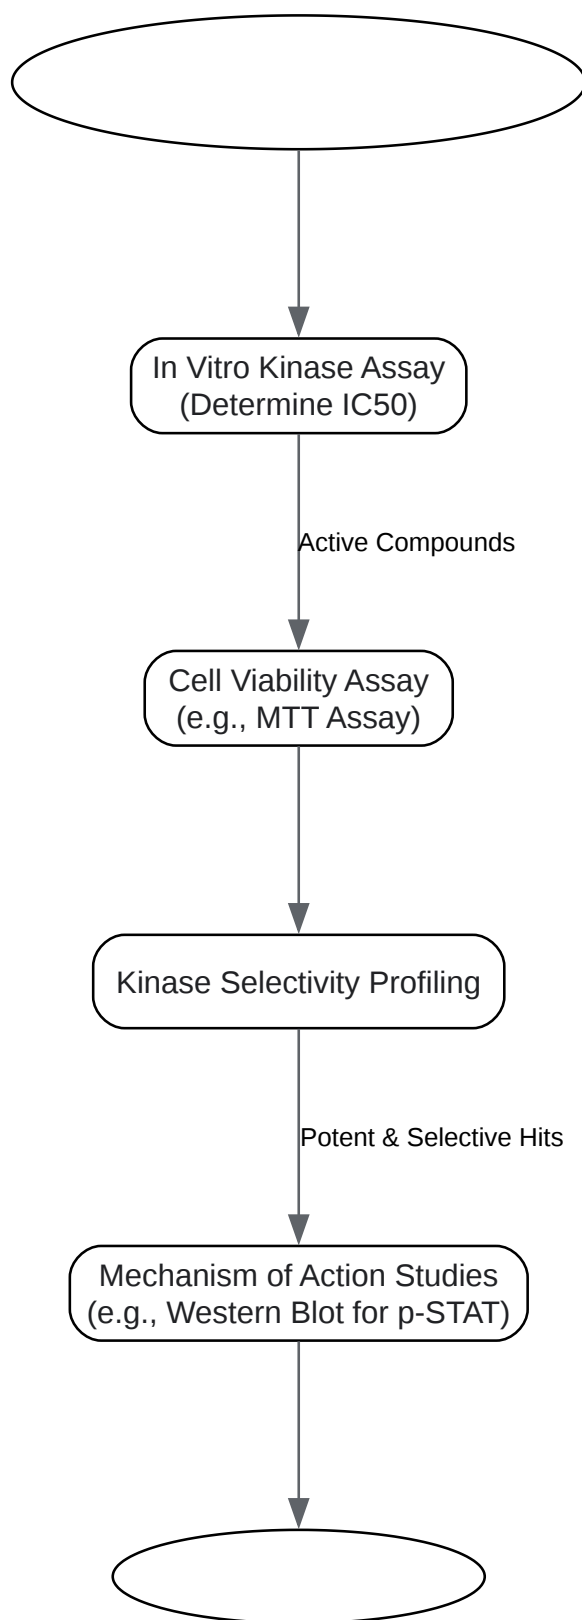 In Vitro Kinase Assay
(Determine IC50)
Active Compounds
Cell Viability Assay
(e.g., MTT Assay)
Kinase Selectivity Profiling
Potent & Selective Hits
Mechanism of Action Studies
(e.g., Western Blot for p-STAT)